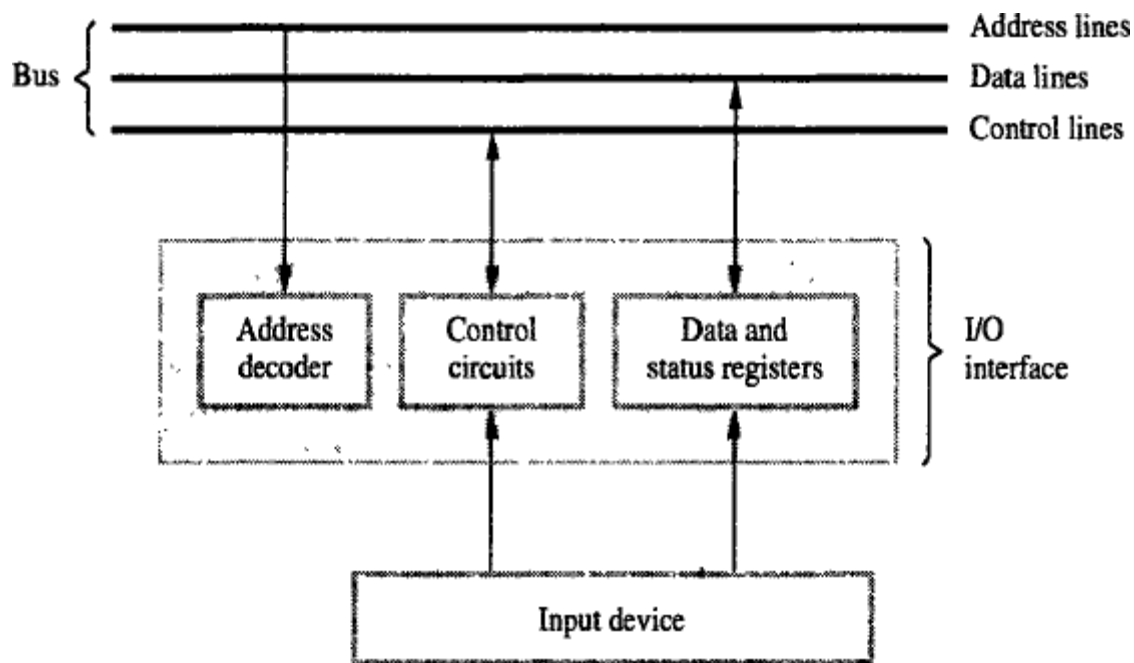 Address lines
Bus
Data lines
Control lines
Address
decoder
Control
circuits
Data and
status registers
I/O
interface
Input device